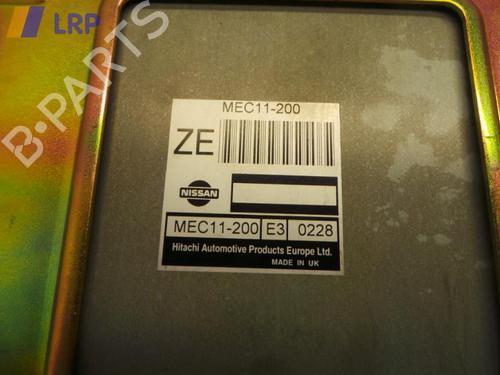 LRP
B-PARTS
MEC11-200
ZE
NISSAN
MEC11-200 E3 0228
Hitachi Automotive Products Europe Ltd.
MADE IN UK